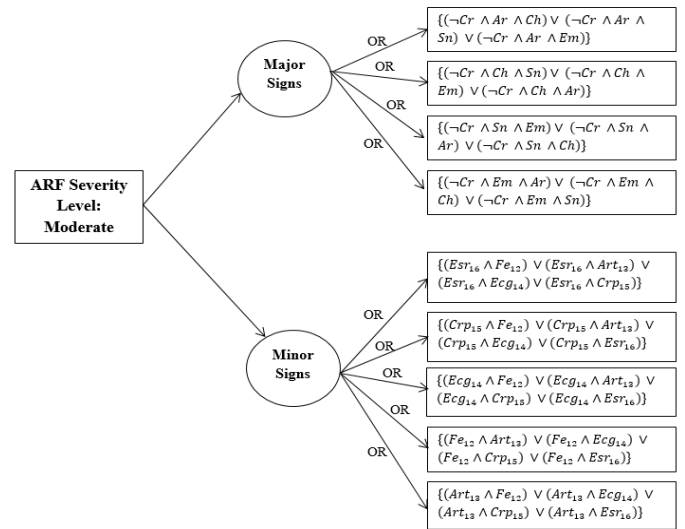 ARF Severity
Level:
Moderate
Major
Signs
OR
OR
OR
OR
{(¬Cr ∧ Ar ∧ Ch) ∨ (¬Cr ∧ Ar ∧
Sn) ∨ (¬Cr ∧ Ar ∧ Em)}
{(¬Cr ∧ Ch ∧ Sn) ∨ (¬Cr ∧ Ch ∧
Em) ∨ (¬Cr ∧ Ch ∧ Ar)}
{(¬Cr ∧ Sn ∧ Em) ∨ (¬Cr ∧ Sn ∧
Ar) ∨ (¬Cr ∧ Sn ∧ Ch)}
{(¬Cr ∧ Em ∧ Ar) ∨ (¬Cr ∧ Em ∧
Ch) ∨ (¬Cr ∧ Em ∧ Sn)}
Minor
Signs
OR
OR
OR
OR
OR
{(Esr₁₆ ∧ Fe₁₂) ∨ (Esr₁₆ ∧ Art₁₃) ∨
(Esr₁₆ ∧ Ecg₁₄) ∨ (Esr₁₆ ∧ Crp₁₅)}
{(Crp₁₅ ∧ Fe₁₂) ∨ (Crp₁₅ ∧ Art₁₃) ∨
(Crp₁₅ ∧ Ecg₁₄) ∨ (Crp₁₅ ∧ Esr₁₆)}
{(Ecg₁₄ ∧ Fe₁₂) ∨ (Ecg₁₄ ∧ Art₁₃) ∨
(Ecg₁₄ ∧ Crp₁₅) ∨ (Ecg₁₄ ∧ Esr₁₆)}
{(Fe₁₂ ∧ Art₁₃) ∨ (Fe₁₂ ∧ Ecg₁₄) ∨
(Fe₁₂ ∧ Crp₁₅) ∨ (Fe₁₂ ∧ Esr₁₆)}
{(Art₁₃ ∧ Fe₁₂) ∨ (Art₁₃ ∧ Ecg₁₄) ∨
(Art₁₃ ∧ Crp₁₅) ∨ (Art₁₃ ∧ Esr₁₆)}